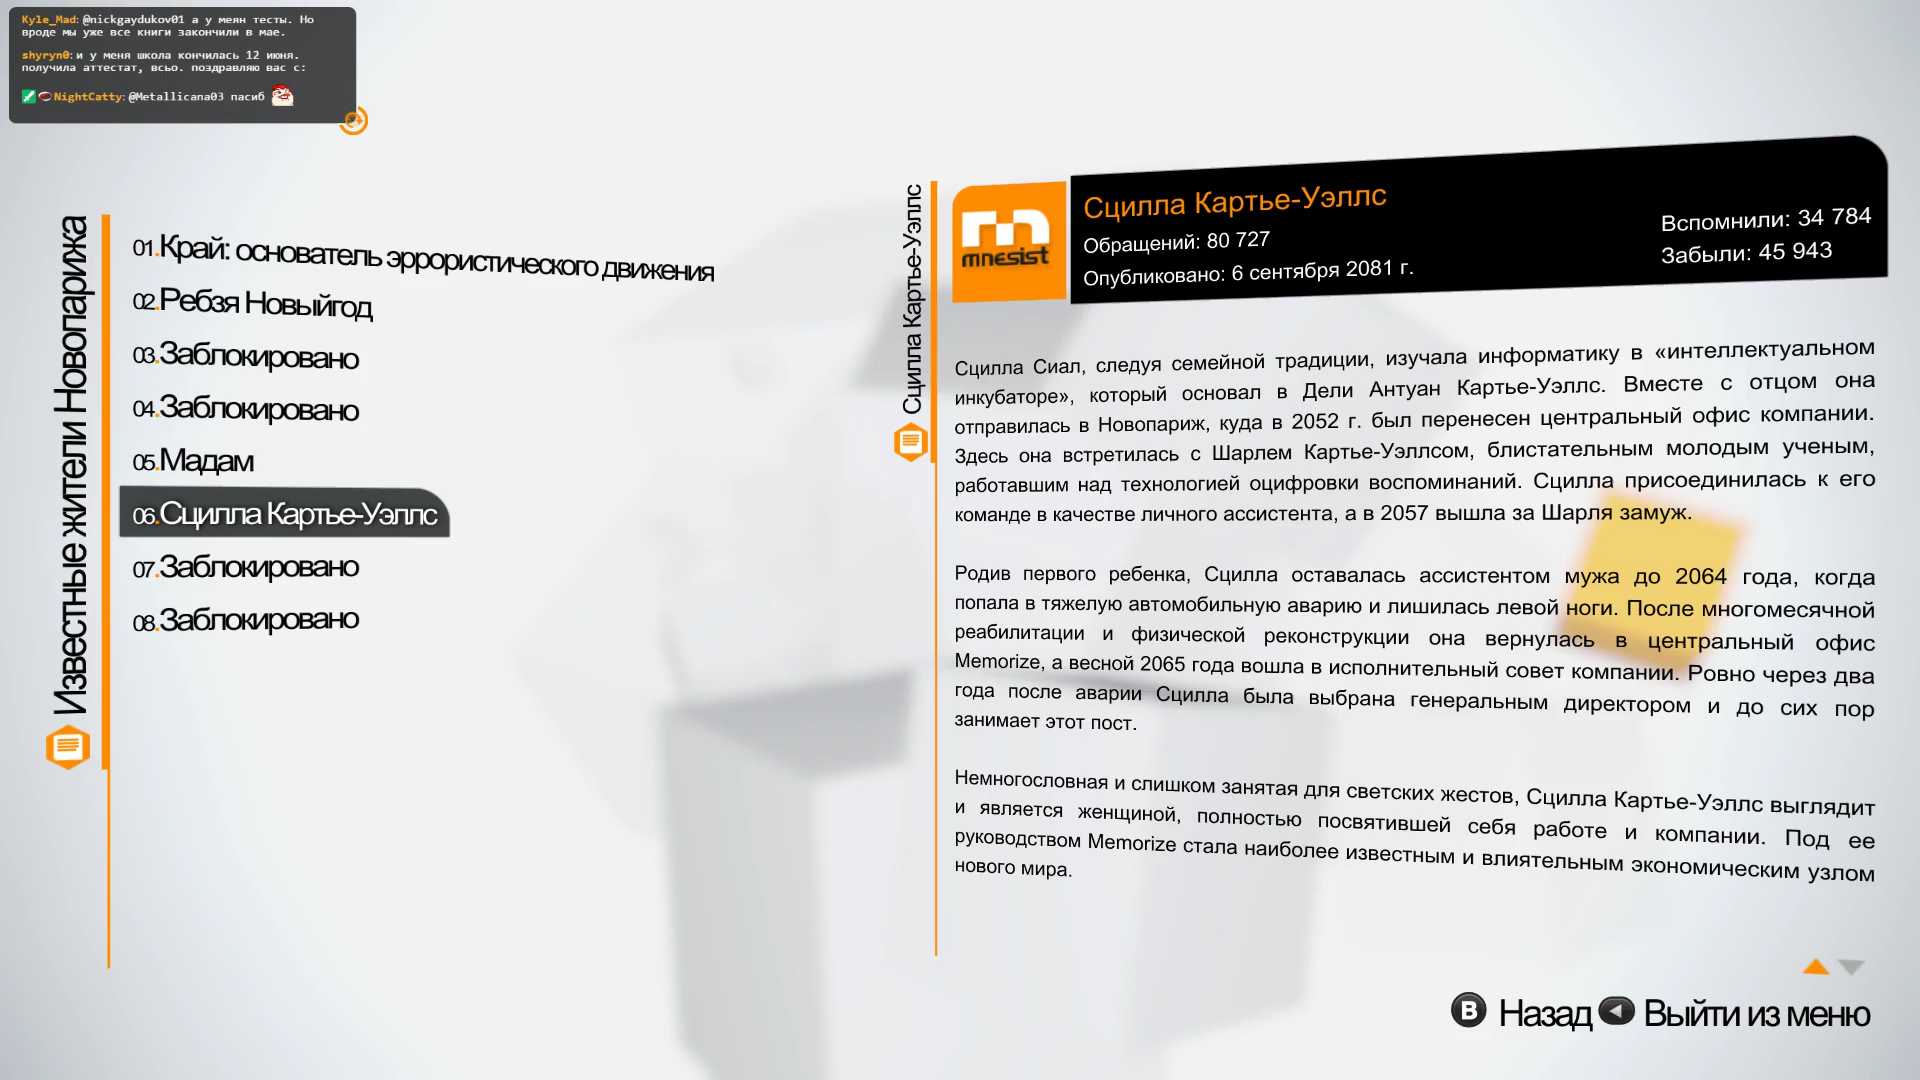 Kyle_Mad: @nickgaydukov01 а у меян тесты. Но
вроде мы уже все книги закончили в мае.
shyryn0: и у меня школа кончилась 12 июня.
получила аттестат, всьо. поздравляю вас с:
NightCatty: @Metallicana03 пасиб
Известные жители Новопарижа
01.Край: основатель эррористического движения
02.Ребзя Новыйгод
03.Заблокировано
04.Заблокировано
05.Мадам
06.Сцилла Картье-Уэллс
07.Заблокировано
08.Заблокировано
Сцилла Картье-Уэллс
mnesist
Сцилла Картье-Уэллс
Обращений: 80 727
Опубликовано: 6 сентября 2081 г.
Вспомнили: 34 784
Забыли: 45 943
Сцилла Сиал, следуя семейной традиции, изучала информатику в «интеллектуальном
инкубаторе», который основал в Дели Антуан Картье-Уэллс. Вместе с отцом она
отправилась в Новопариж, куда в 2052 г. был перенесен центральный офис компании.
Здесь она встретилась с Шарлем Картье-Уэллсом, блистательным молодым ученым,
работавшим над технологией оцифровки воспоминаний. Сцилла присоединилась к его
команде в качестве личного ассистента, а в 2057 вышла за Шарля замуж.
Родив первого ребенка, Сцилла оставалась ассистентом мужа до 2064 года, когда
попала в тяжелую автомобильную аварию и лишилась левой ноги. После многомесячной
реабилитации и физической реконструкции она вернулась в центральный офис
Memorize, а весной 2065 года вошла в исполнительный совет компании. Ровно через два
года после аварии Сцилла была выбрана генеральным директором и до сих пор
занимает этот пост.
Немногословная и слишком занятая для светских жестов, Сцилла Картье-Уэллс выглядит
и является женщиной, полностью посвятившей себя работе и компании. Под ее
руководством Memorize стала наиболее известным и влиятельным экономическим узлом
нового мира.
B Назад Выйти из меню